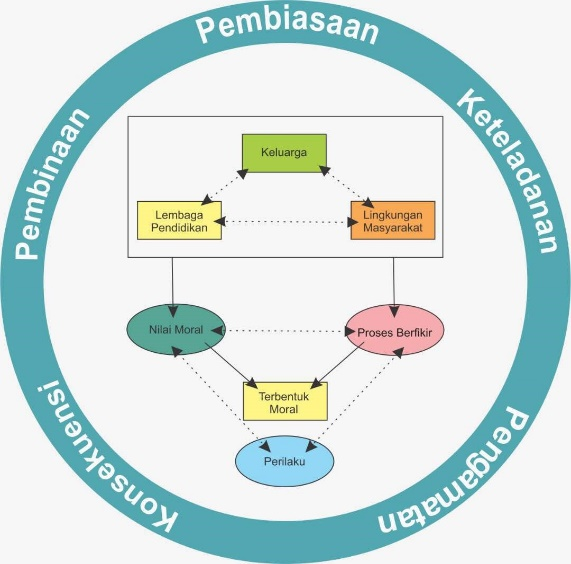 Pembiasaan
Keteladanan
Pengamatan
Konsekuensi
Pembinaan
Keluarga
Lembaga
Pendidikan
Lingkungan
Masyarakat
Nilai Moral
Proses Berfikir
Terbentuk
Moral
Perilaku